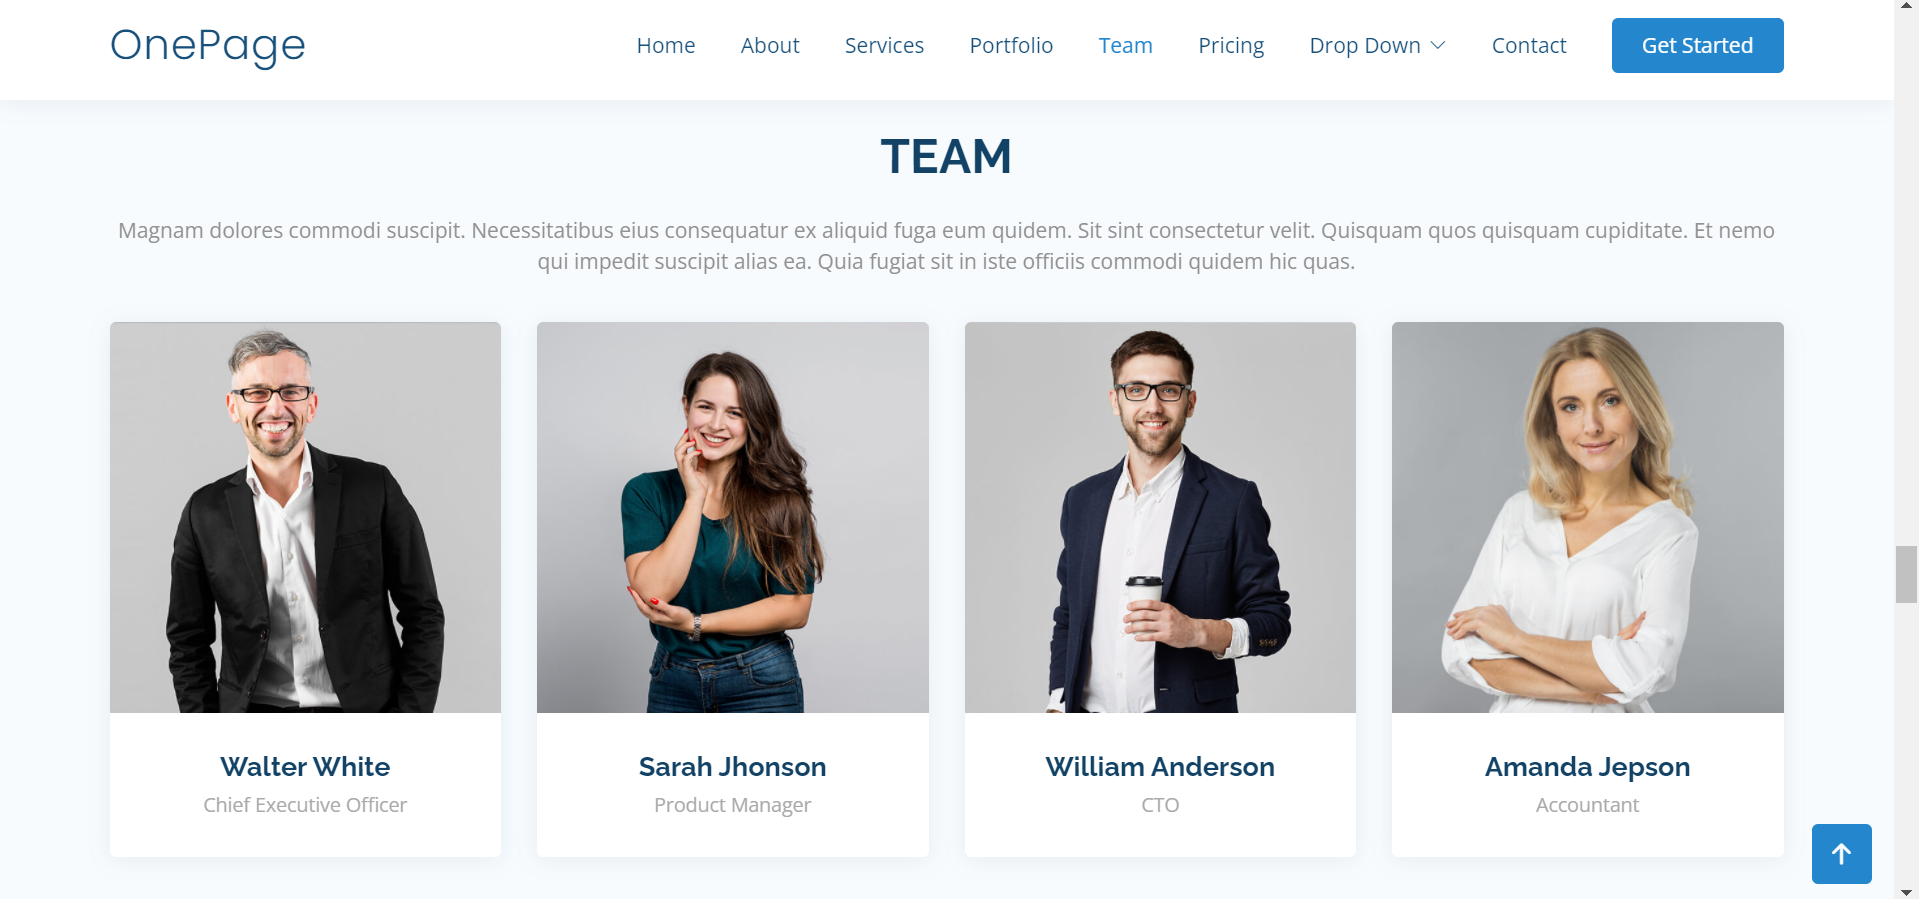 OnePage
Home About Services Portfolio Team Pricing Drop Down Contact Get Started
TEAM
Magnam dolores commodi suscipit. Necessitatibus eius consequatur ex aliquid fuga eum quidem. Sit sint consectetur velit. Quisquam quos quisquam cupiditate. Et nemo
qui impedit suscipit alias ea. Quia fugiat sit in iste officiis commodi quidem hic quas.
Walter White
Chief Executive Officer
Sarah Jhonson
Product Manager
William Anderson
CTO
Amanda Jepson
Accountant